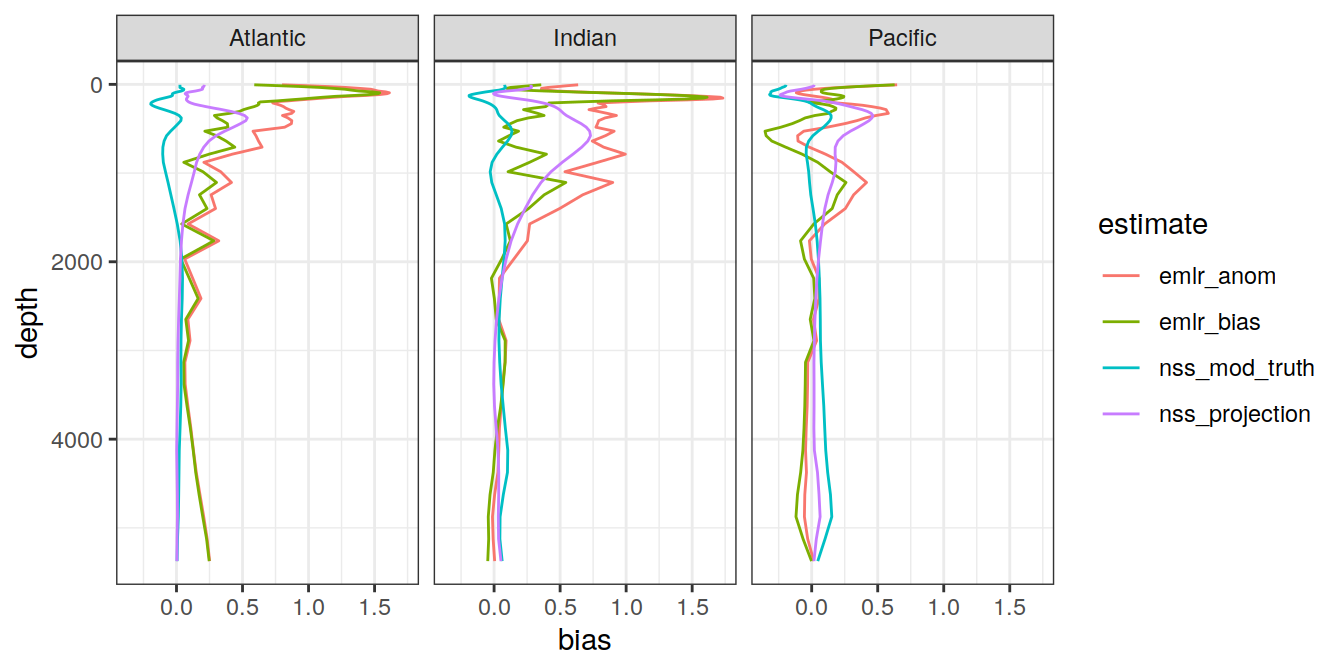 Atlantic Indian Pacific
0
2000
4000
depth
0.0 0.5 1.0 1.5 0.0 0.5 1.0 1.5 0.0 0.5 1.0 1.5
bias
estimate
emlr_anom
emlr_bias
nss_mod_truth
nss_projection